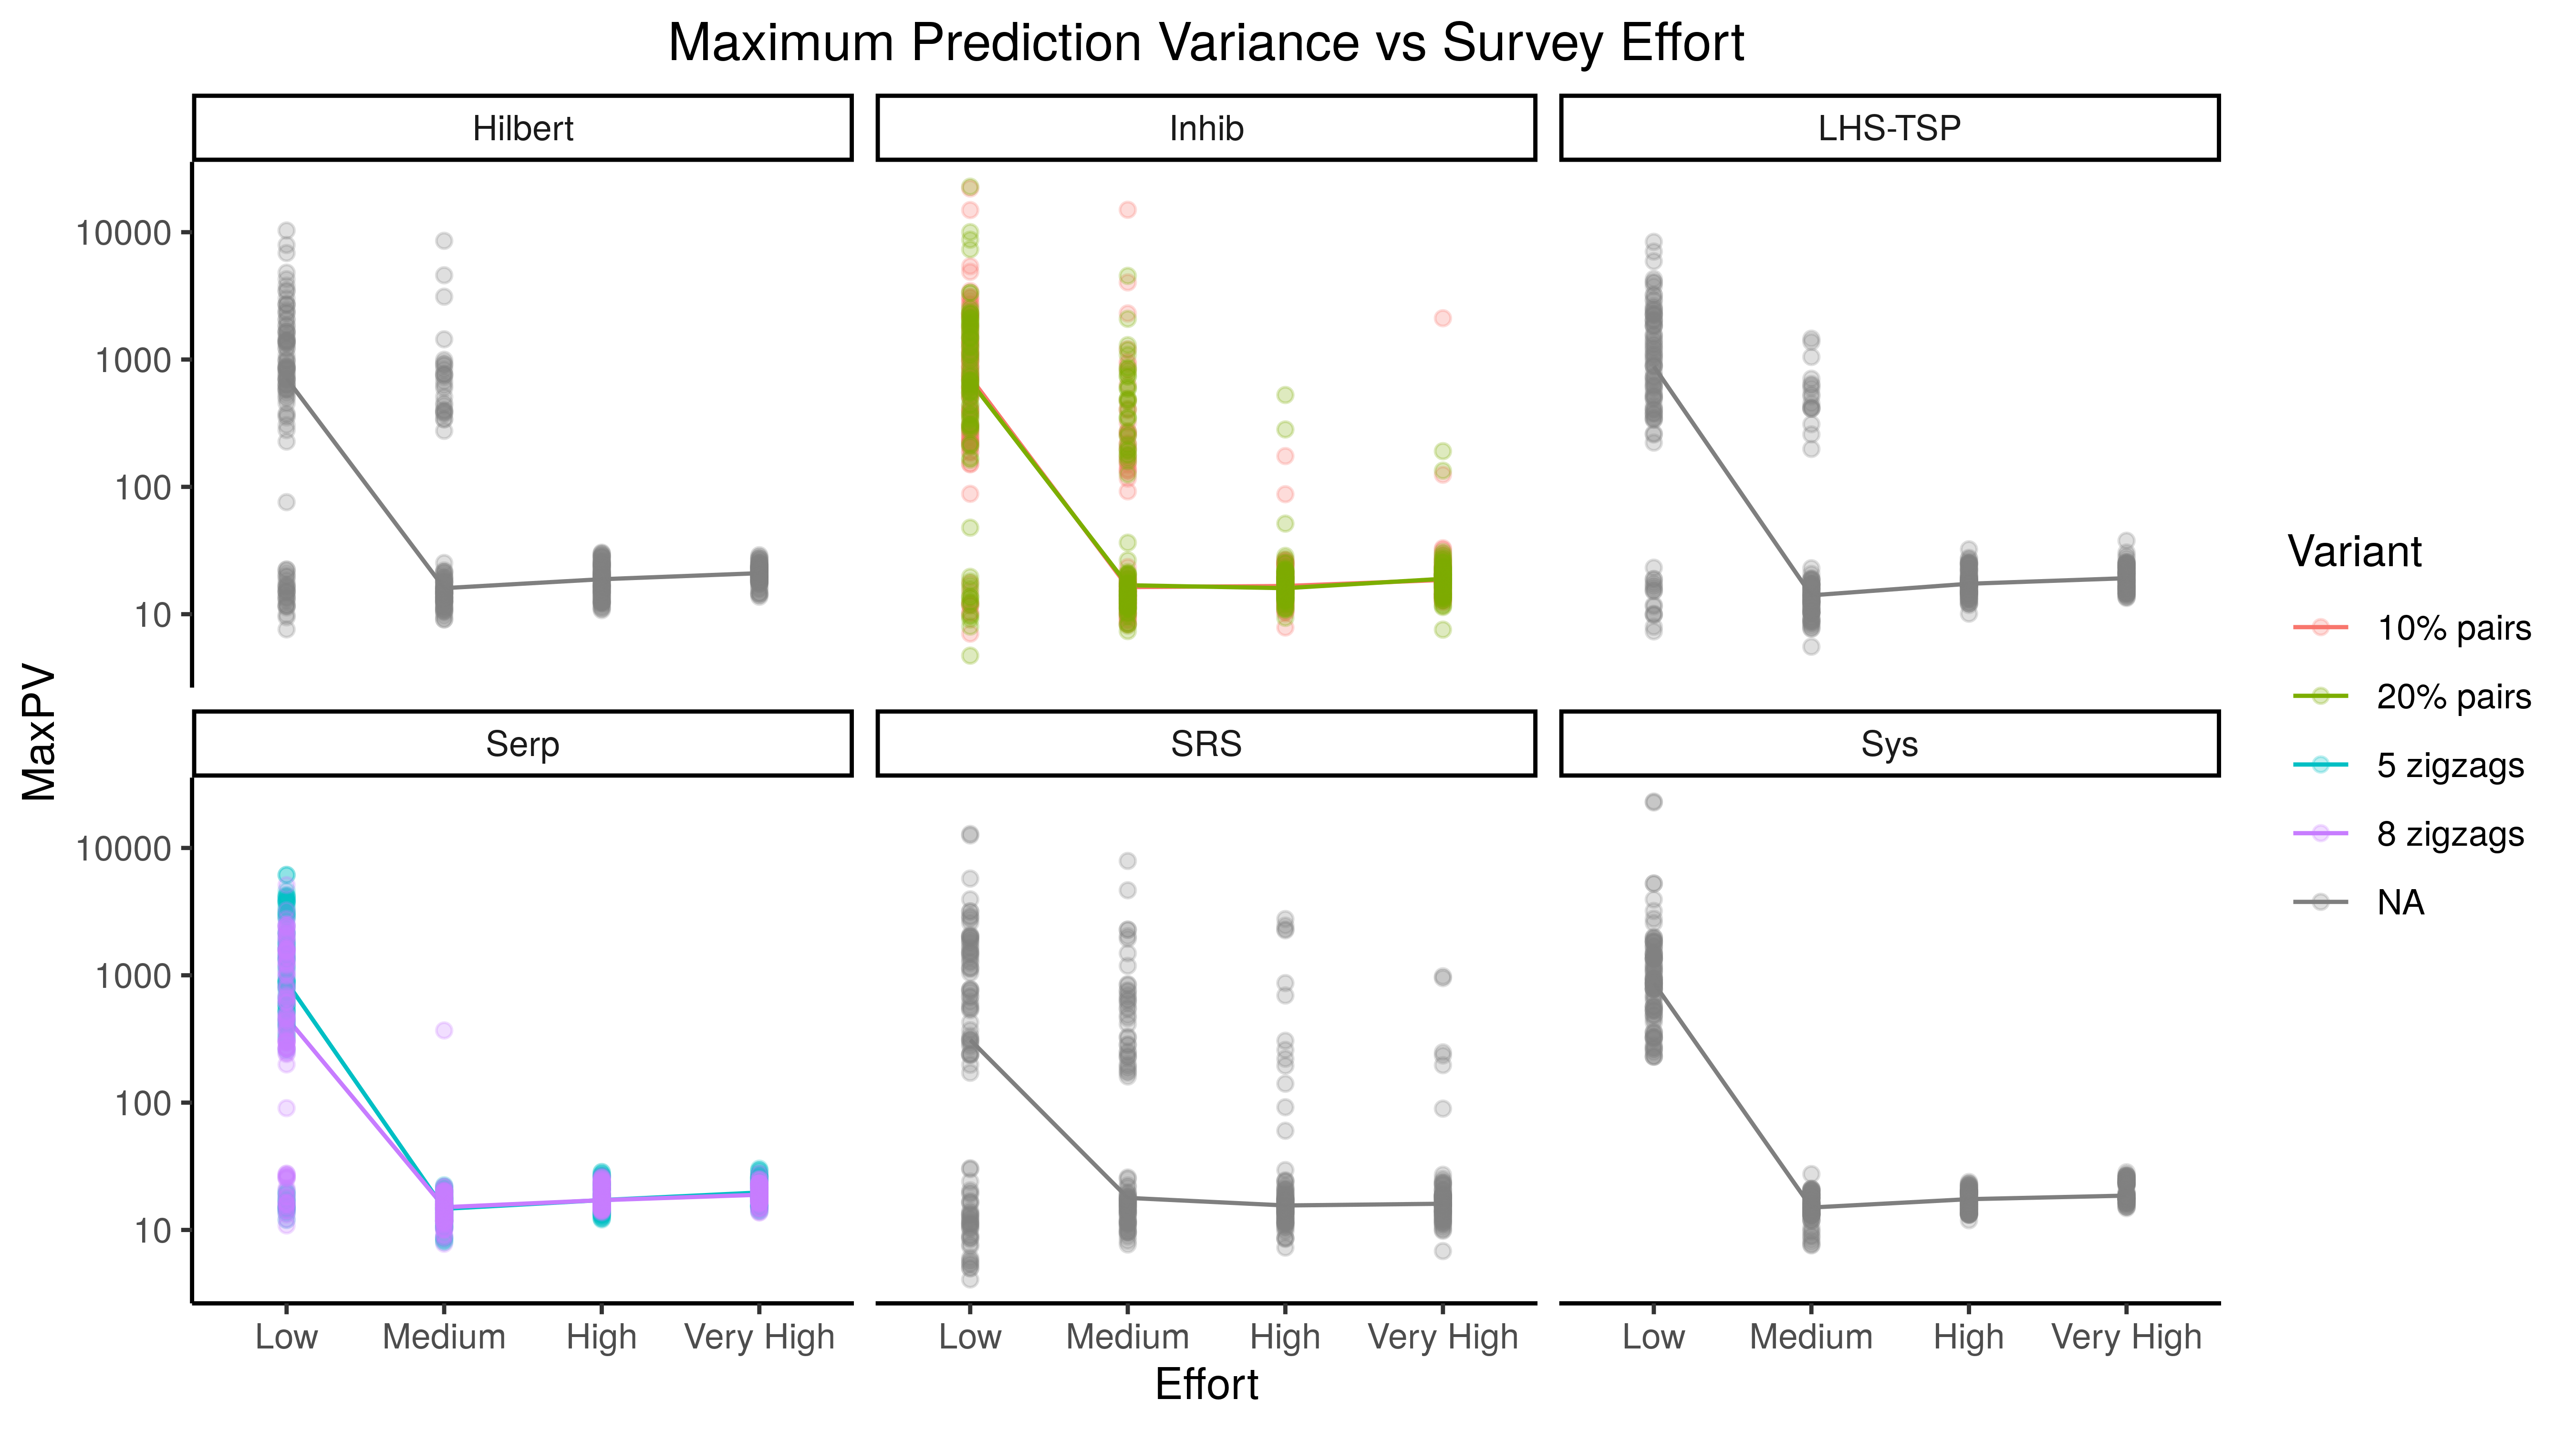 Maximum Prediction Variance vs Survey Effort
Hilbert
Inhib
LHS-TSP
10000
1000
100
10
Serp
SRS
Sys
10000
1000
100
10
MaxPV
Low Medium High Very High
Low Medium High Very High
Low Medium High Very High
Effort
Variant
10% pairs
20% pairs
5 zigzags
8 zigzags
NA